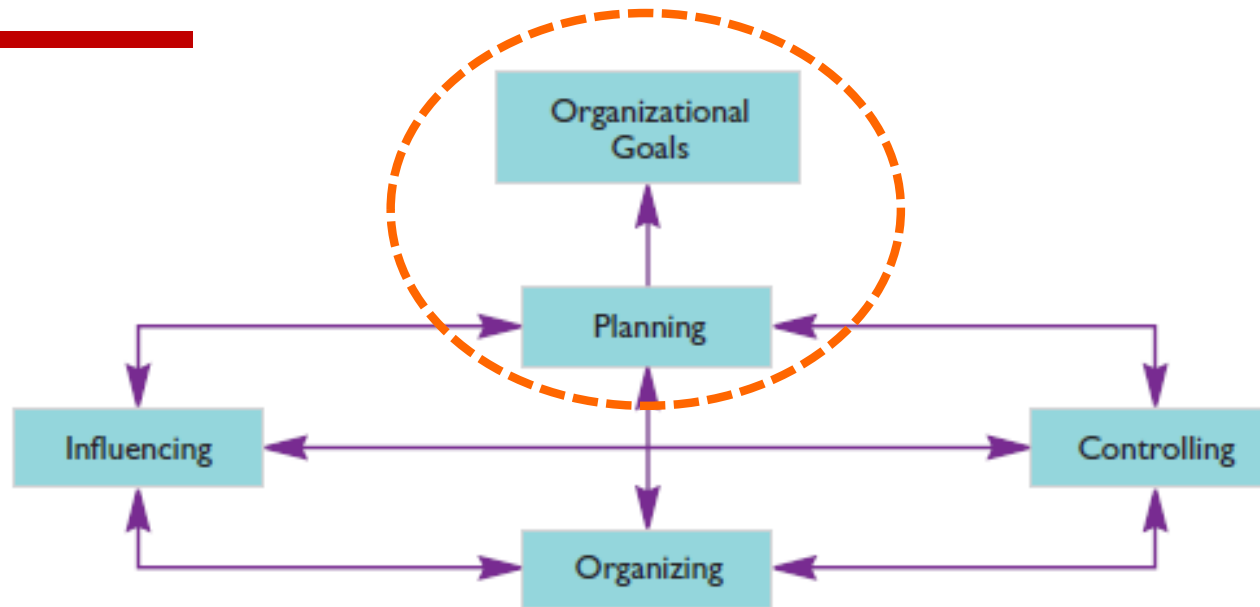 Organizational
Goals
Planning
Influencing
Controlling
Organizing